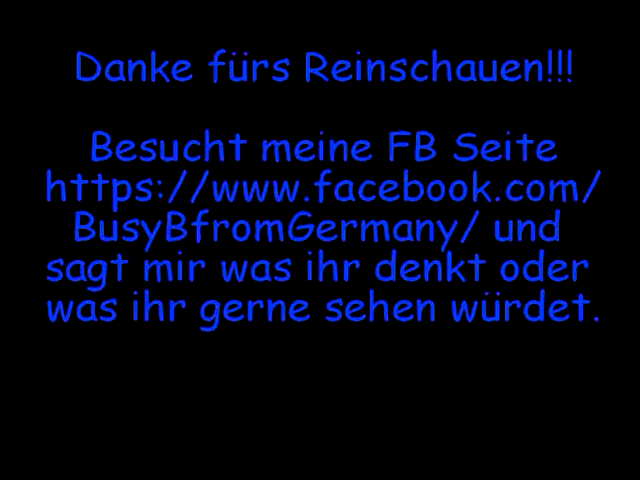 Danke fürs Reinschauen!!!
Besucht meine FB Seite
https://www.facebook.com/
BusyBfromGermany/ und
sagt mir was ihr denkt oder
was ihr gerne sehen würdet.